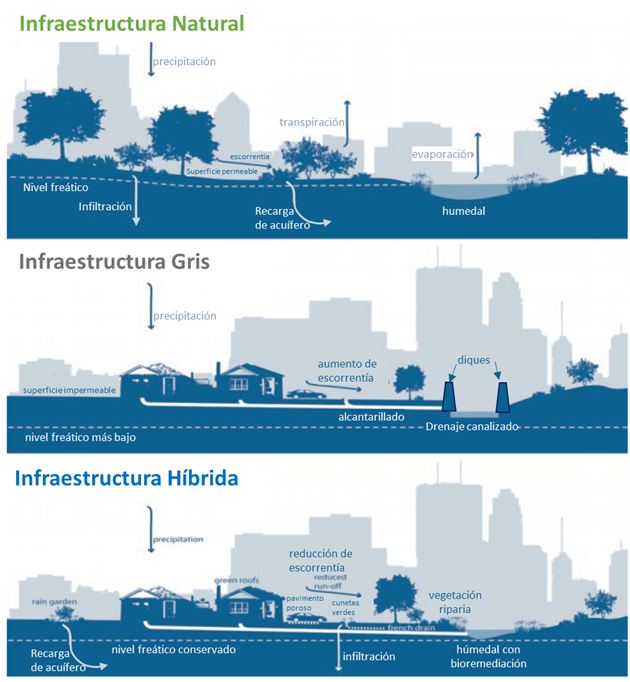 Infraestructura Natural
precipitación
transpiración
evaporación
escorrentía
Superficie permeable
Nivel freático
Infiltración
Recarga
de acuífero
humedal
Infraestructura Gris
precipitación
aumento de
escorrentía
diques
superficie impermeable
alcantarillado
Drenaje canalizado
nivel freático más bajo
Infraestructura Híbrida
precipitation
reducción de
escorrentía
reduced
run-off
green roofs
rain garden
pavimento
poroso
cunetas
verdes
vegetación
riparia
french drain
Recarga
de acuífero
nivel freático conservado
infiltración
húmedal con
bioremediación